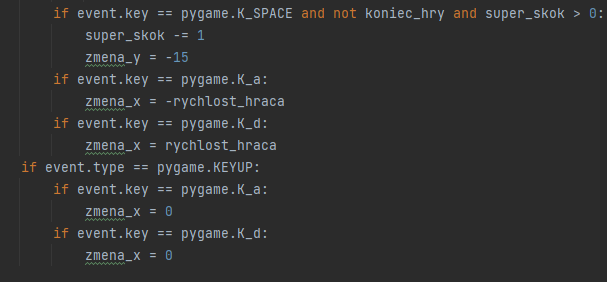 if event.key == pygame.K_SPACE and not koniec_hry and super_skok > 0:
super_skok -= 1
zmena_y = -15
if event.key == pygame.K_a:
zmena_x = -rychlost_hraca
if event.key == pygame.K_d:
zmena_x = rychlost_hraca
if event.type == pygame.KEYUP:
if event.key == pygame.K_a:
zmena_x = 0
if event.key == pygame.K_d:
zmena_x = 0